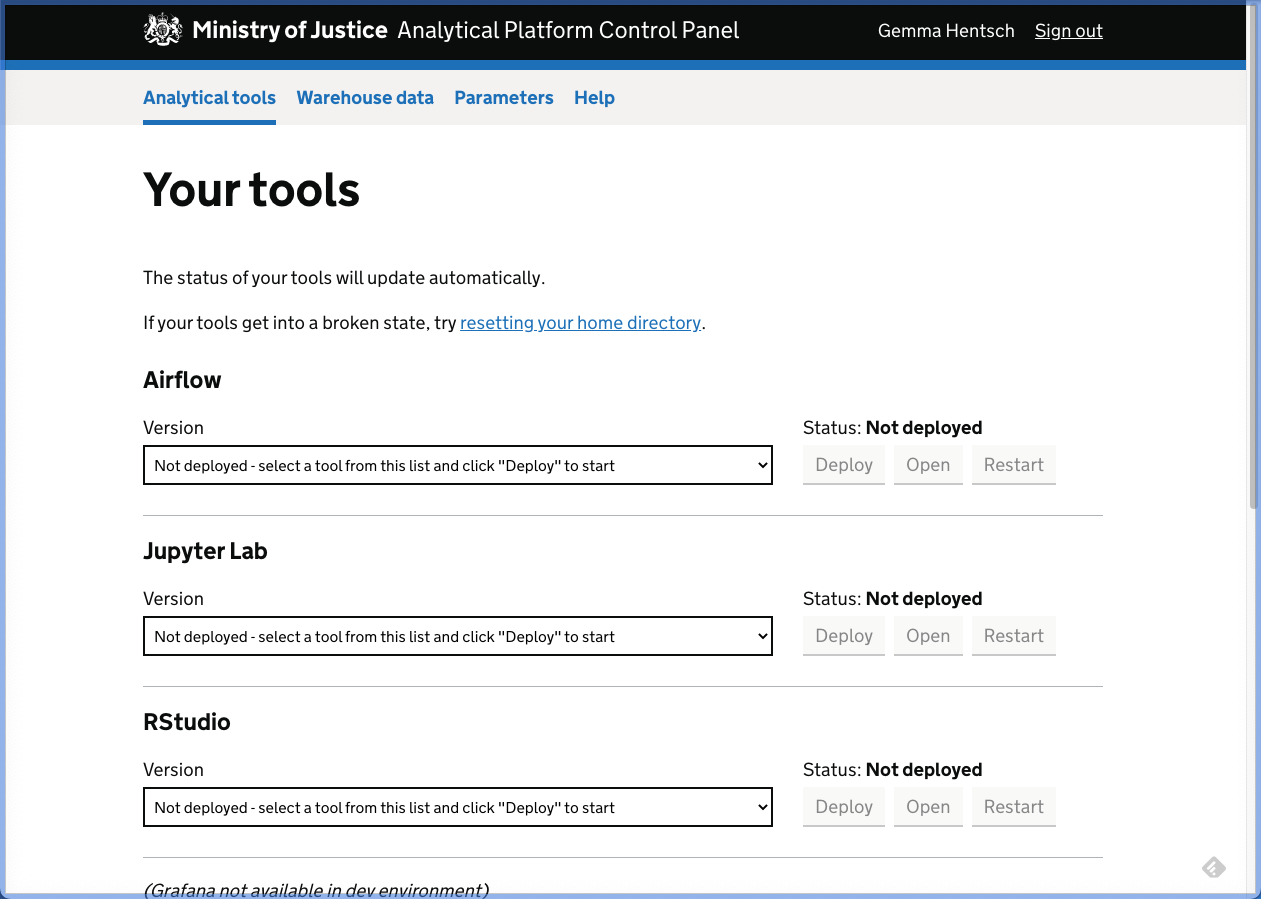 Ministry of Justice Analytical Platform Control Panel Gemma Hentsch Sign out
Analytical tools Warehouse data Parameters Help
Your tools
The status of your tools will update automatically.
If your tools get into a broken state, try resetting your home directory.
Airflow
Version Status: Not deployed
Not deployed - select a tool from this list and click "Deploy" to start Deploy Open Restart
Jupyter Lab
Version Status: Not deployed
Not deployed - select a tool from this list and click "Deploy" to start Deploy Open Restart
RStudio
Version Status: Not deployed
Not deployed - select a tool from this list and click "Deploy" to start Deploy Open Restart
(Grafana not available in dev environment)